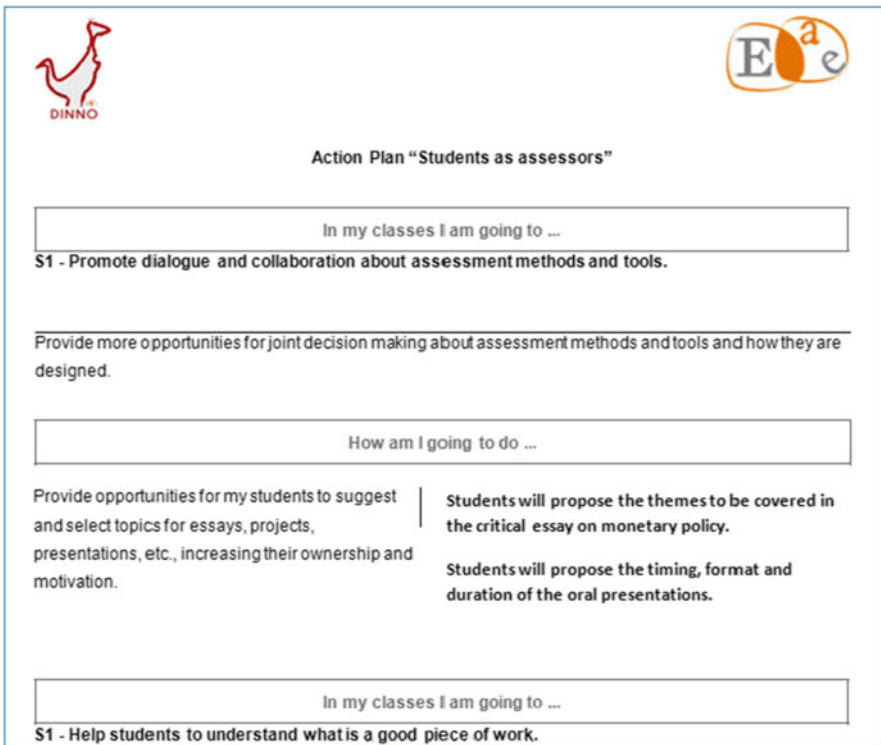 DINNO
E a e
Action Plan “Students as assessors”
In my classes I am going to ...
S1 - Promote dialogue and collaboration about assessment methods and tools.
Provide more opportunities for joint decision making about assessment methods and tools and how they are
designed.
How am I going to do ...
Provide opportunities for my students to suggest
and select topics for essays, projects,
presentations, etc., increasing their ownership and
motivation.
Students will propose the themes to be covered in
the critical essay on monetary policy.
Students will propose the timing, format and
duration of the oral presentations.
In my classes I am going to ...
S1 - Help students to understand what is a good piece of work.